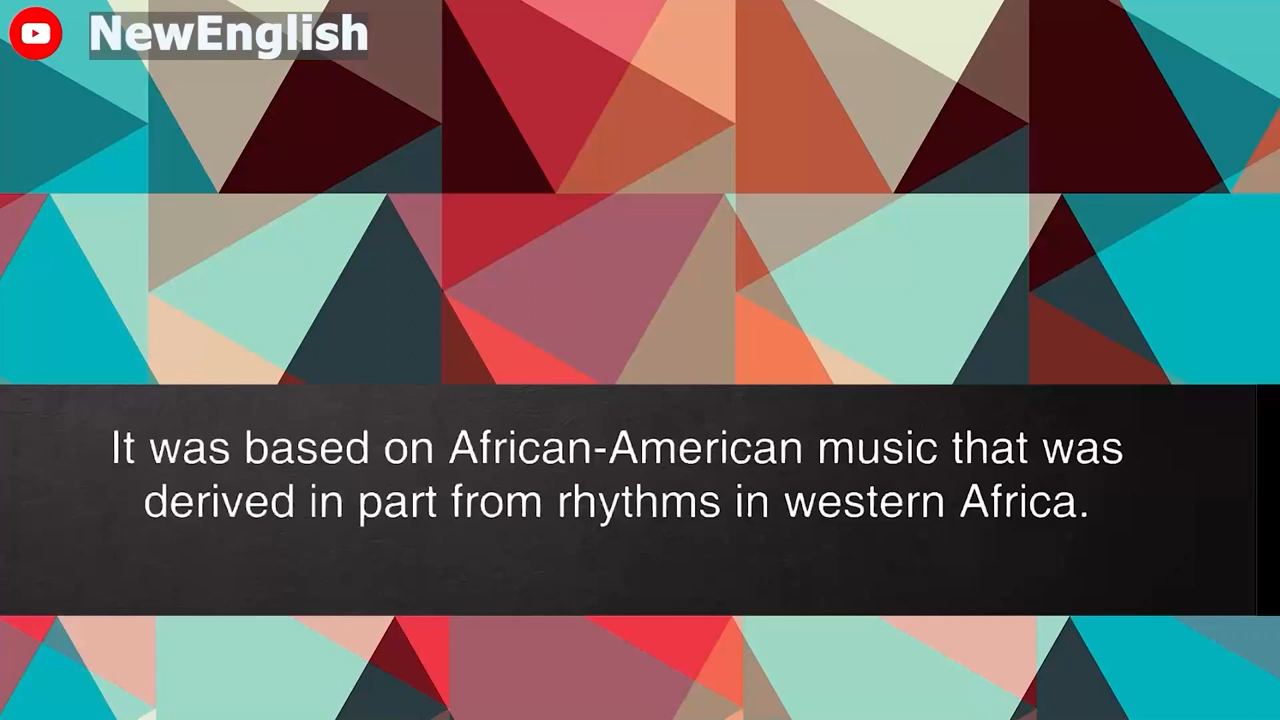 NewEnglish
It was based on African-American music that was
derived in part from rhythms in western Africa.